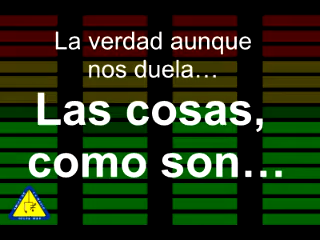 La verdad aunque
nos duela…
Las cosas,
como son…